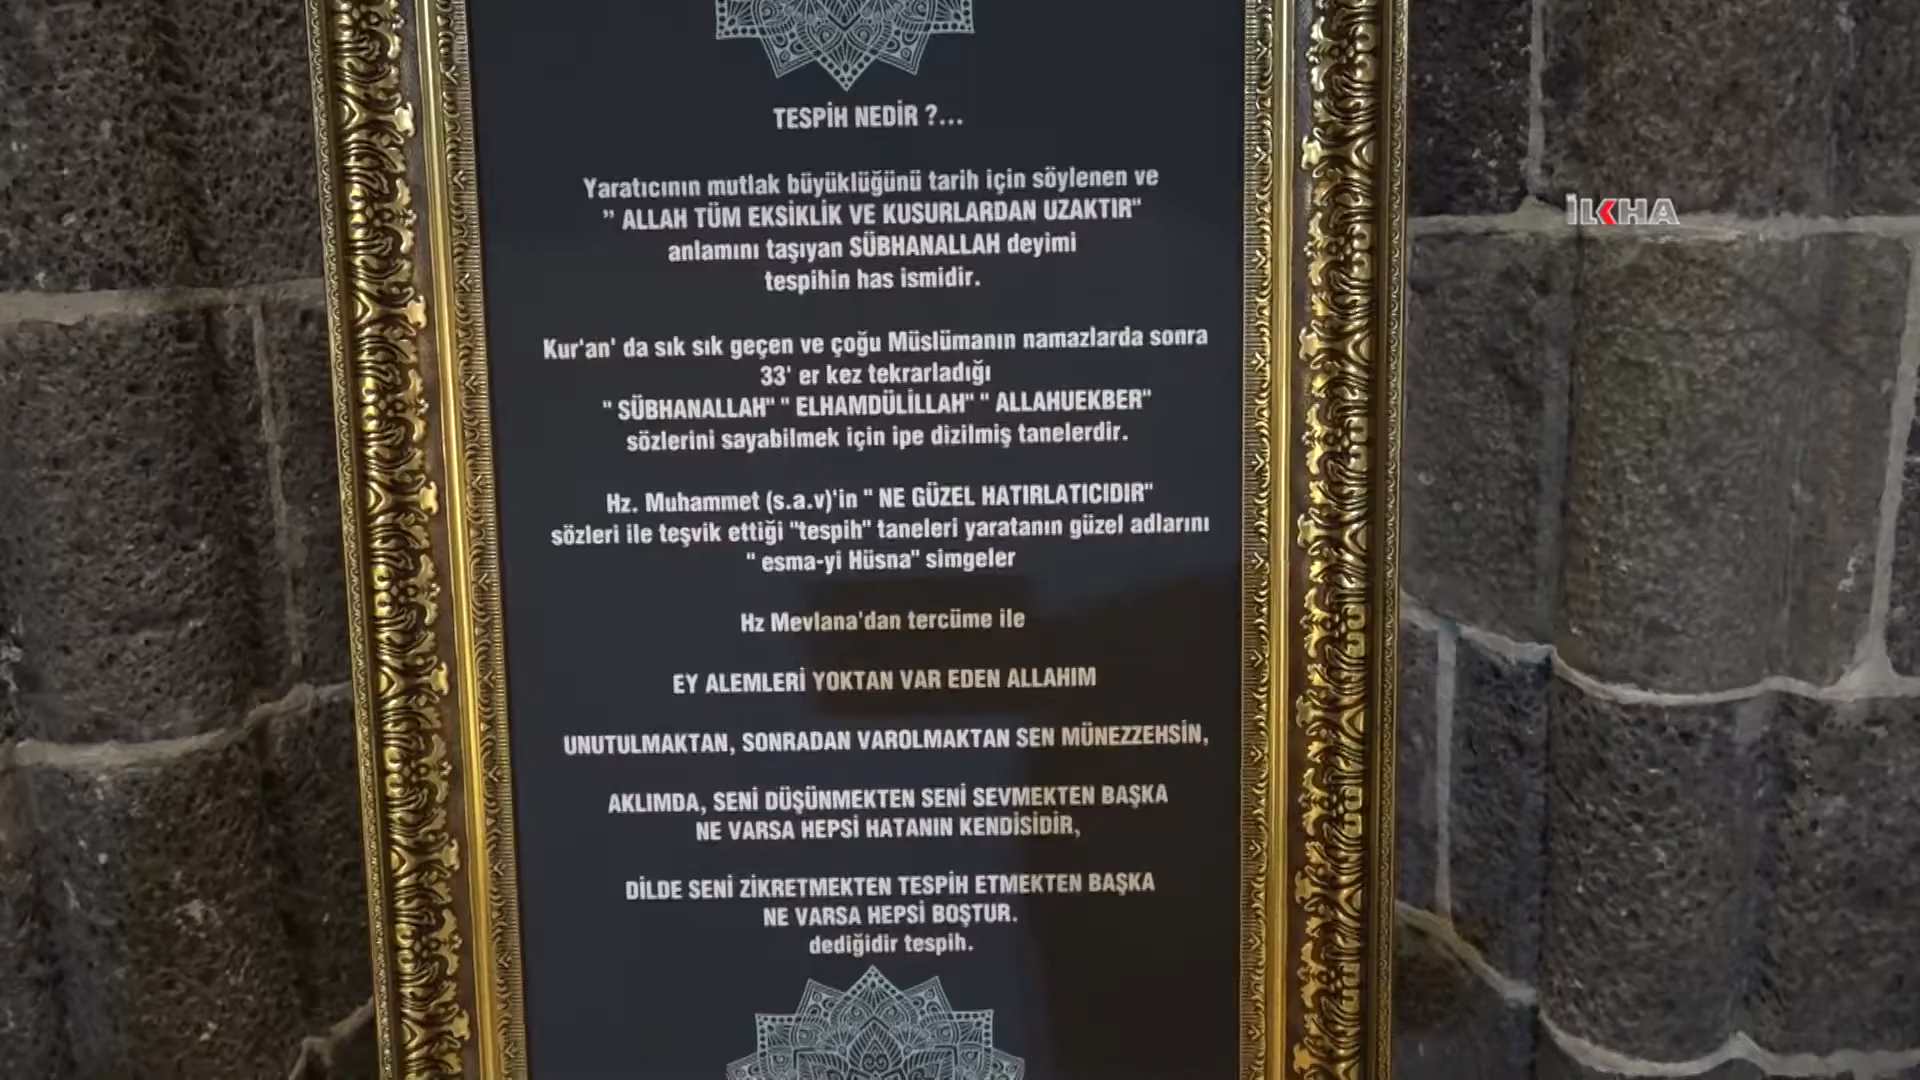 TESPİH NEDİR ?...
Yaratıcının mutlak büyüklüğünü tarih için söylenen ve
" ALLAH TÜM EKSİKLİK VE KUSURLARDAN UZAKTIR"
anlamını taşıyan SÜBHANALLAH deyimi
tespihin has ismidir.
Kur'an' da sık sık geçen ve çoğu Müslümanın namazlarda sonra
33' er kez tekrarladığı
" SÜBHANALLAH" " ELHAMDÜLİLLAH" " ALLAHUEKBER"
sözlerini sayabilmek için ipe dizilmiş tanelerdir.
Hz. Muhammet (s.a.v)'in " NE GÜZEL HATIRLATICIDIR"
sözleri ile teşvik ettiği "tespih" taneleri yaratanın güzel adlarını
" esma-yi Hüsna" simgeler
Hz Mevlana'dan tercüme ile
EY ALEMLERİ YOKTAN VAR EDEN ALLAHIM
UNUTULMAKTAN, SONRADAN VAROLMAKTAN SEN MÜNEZZEHSİN,
AKLIMDA, SENİ DÜŞÜNMEKTEN SENİ SEVMEKTEN BAŞKA
NE VARSA HEPSİ HATANIN KENDİSİDİR,
DİLDE SENİ ZİKRETMEKTEN TESPİH ETMEKTEN BAŞKA
NE VARSA HEPSİ BOŞTUR.
dediğidir tespih.
İLKHA